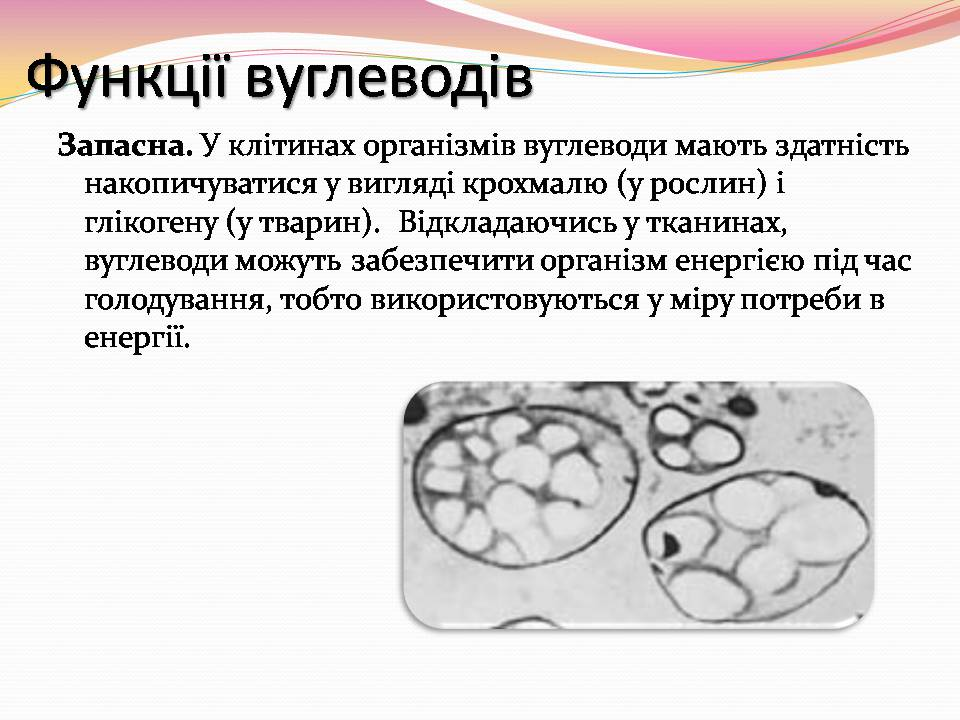 Функції вуглеводів
Запасна. У клітинах організмів вуглеводи мають здатність
накопичуватися у вигляді крохмалю (у рослин) і
глікогену (у тварин). Відкладаючись у тканинах,
вуглеводи можуть забезпечити організм енергією під час
голодування, тобто використовуються у міру потреби в
енергії.